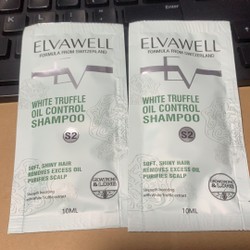 ELVAWELL
FORMULA FROM SWITZERLAND
WHITE TRUFFLE
OIL CONTROL
SHAMPOO
S2
SOFT, SHINY HAIR
REMOVES EXCESS OIL
PURIFIES SCALP
10ML
ELVAWELL
FORMULA FROM SWITZERLAND
WHITE TRUFFLE
OIL CONTROL
SHAMPOO
S2
SOFT, SHINY HAIR
REMOVES EXCESS OIL
PURIFIES SCALP
10ML